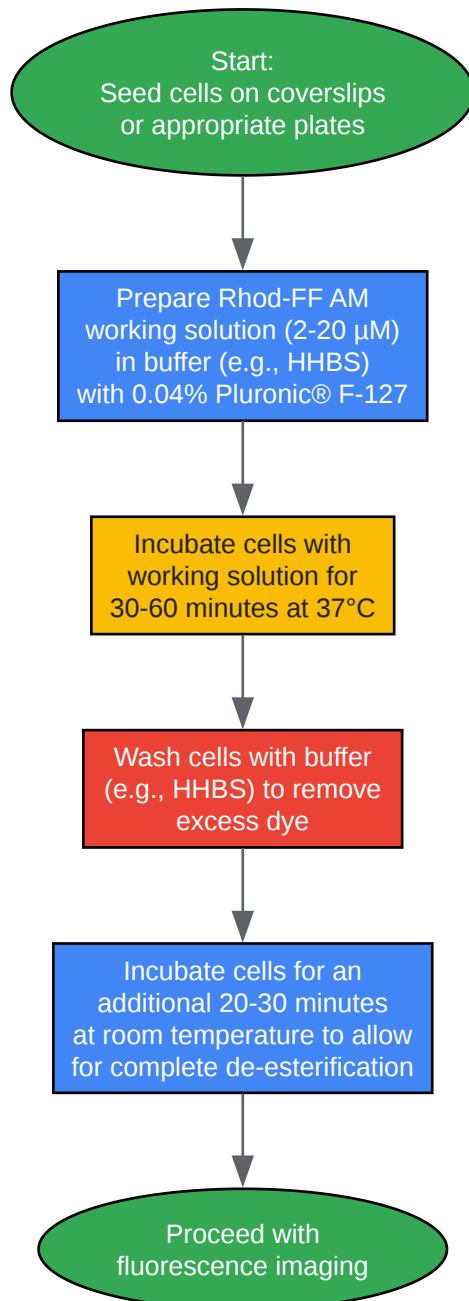 Start:
Seed cells on coverslips
or appropriate plates
Prepare Rhod-FF AM
working solution (2-20 µM)
in buffer (e.g., HHBS)
with 0.04% Pluronic® F-127
Incubate cells with
working solution for
30-60 minutes at 37°C
Wash cells with buffer
(e.g., HHBS) to remove
excess dye
Incubate cells for an
additional 20-30 minutes
at room temperature to allow
for complete de-esterification
Proceed with
fluorescence imaging